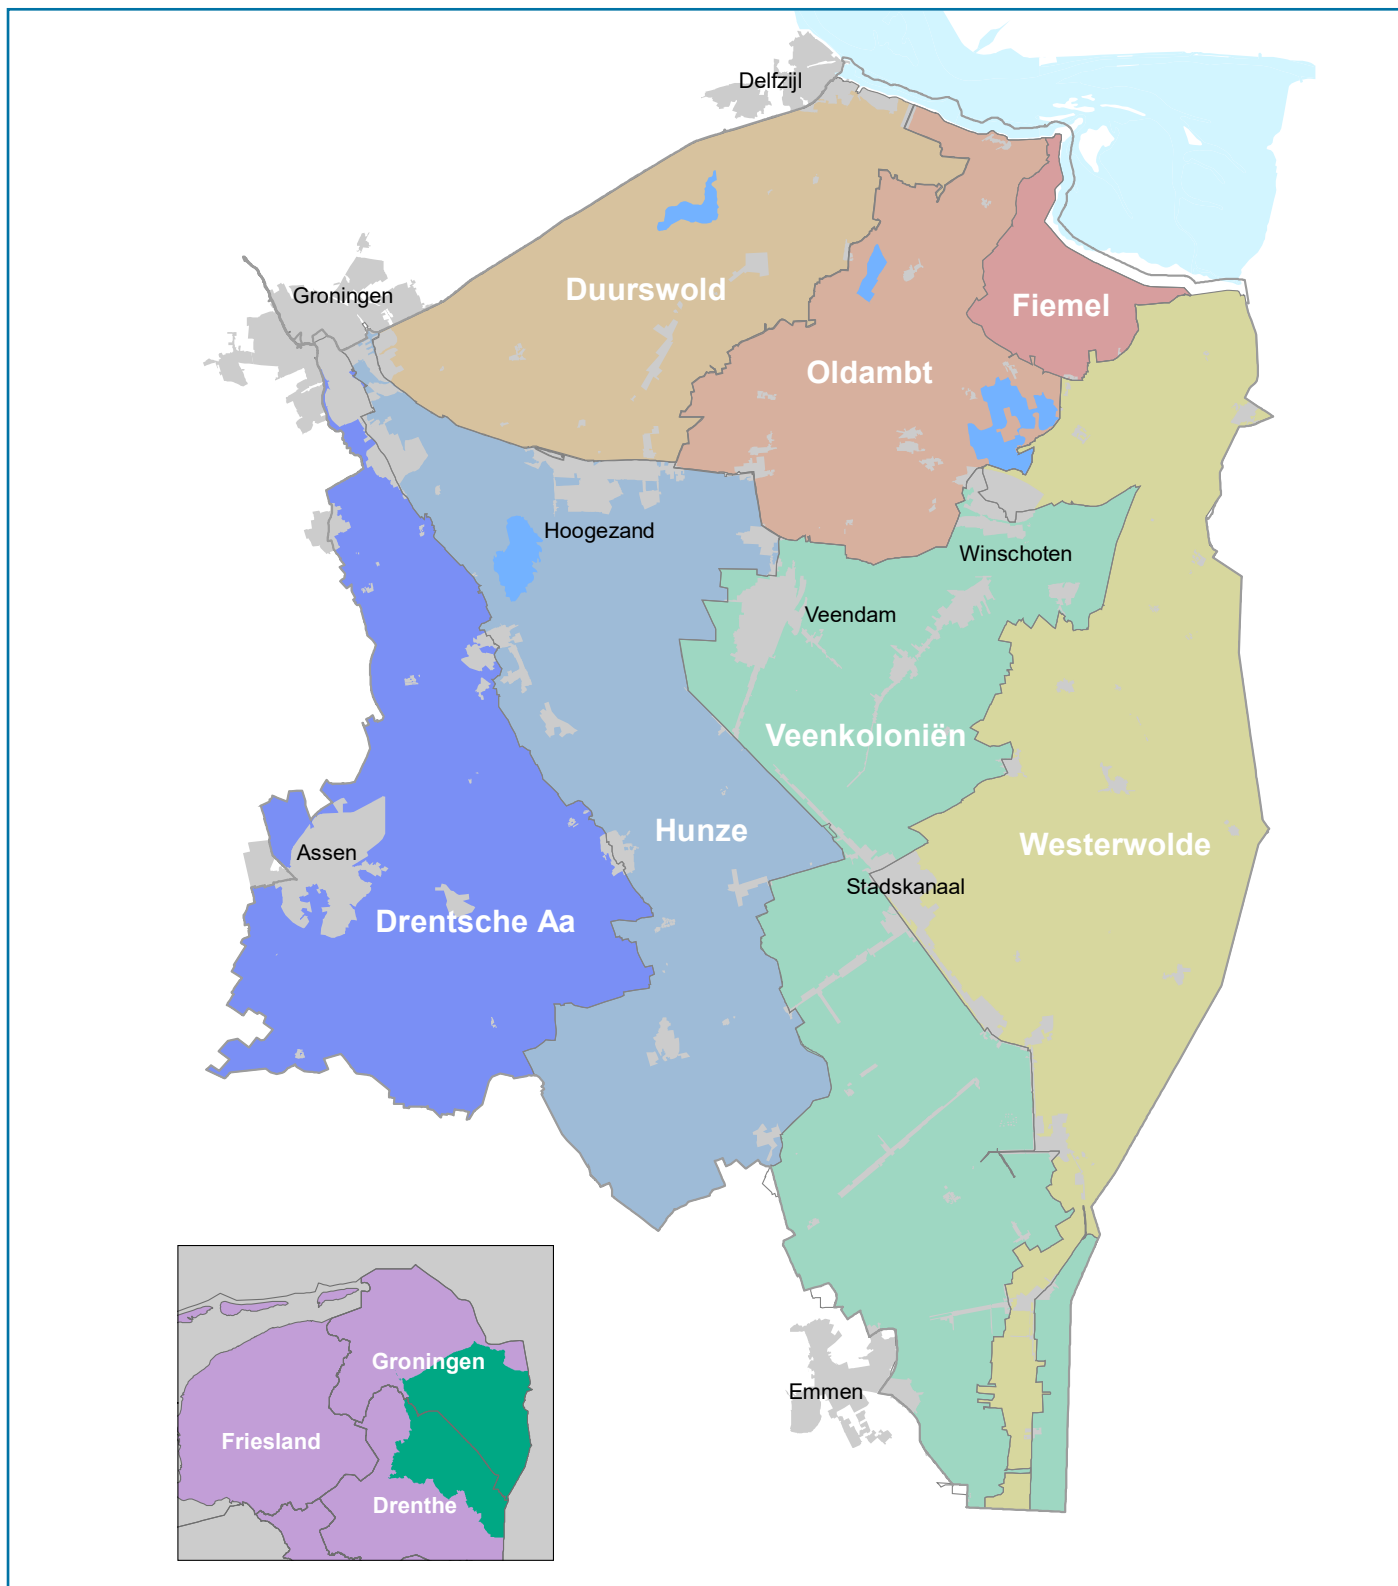 Delfzijl
Groningen
Duurswold
Fiemel
Oldambt
Hoogezand
Winschoten
Veendam
Veenkoloniën
Hunze
Westerwolde
Assen
Stadskanaal
Drentsche Aa
Emmen
Groningen
Friesland
Drenthe